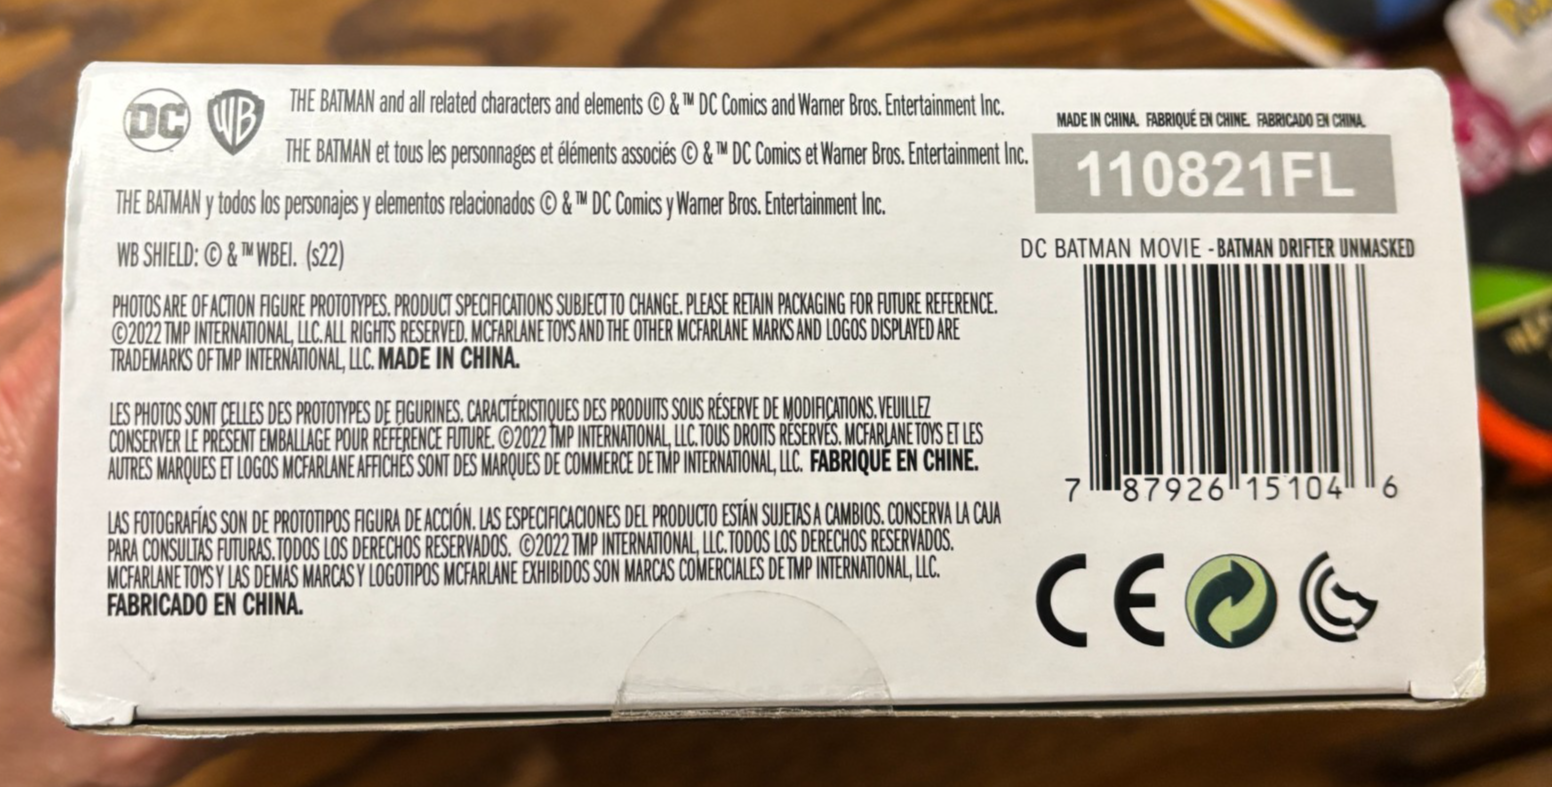 DC WB THE BATMAN and all related characters and elements © & ™ DC Comics and Warner Bros. Entertainment Inc.
THE BATMAN et tous les personnages et éléments associés © & ™ DC Comics et Warner Bros. Entertainment Inc.
THE BATMAN y todos los personajes y elementos relacionados © & ™ DC Comics y Warner Bros. Entertainment Inc.
WB SHIELD: © & ™ WBEI. (s22)
PHOTOS ARE OF ACTION FIGURE PROTOTYPES. PRODUCT SPECIFICATIONS SUBJECT TO CHANGE. PLEASE RETAIN PACKAGING FOR FUTURE REFERENCE.
©2022 TMP INTERNATIONAL, LLC. ALL RIGHTS RESERVED. MCFARLANE TOYS AND THE OTHER MCFARLANE MARKS AND LOGOS DISPLAYED ARE
TRADEMARKS OF TMP INTERNATIONAL, LLC. MADE IN CHINA.
LES PHOTOS SONT CELLES DES PROTOTYPES DE FIGURINES. CARACTÉRISTIQUES DES PRODUITS SOUS RÉSERVE DE MODIFICATIONS. VEUILLEZ
CONSERVER LE PRÉSENT EMBALLAGE POUR RÉFÉRENCE FUTURE. ©2022 TMP INTERNATIONAL, LLC. TOUS DROITS RÉSERVÉS. MCFARLANE TOYS ET LES
AUTRES MARQUES ET LOGOS MCFARLANE AFFICHÉS SONT DES MARQUES DE COMMERCE DE TMP INTERNATIONAL, LLC. FABRIQUÉ EN CHINE.
LAS FOTOGRAFÍAS SON DE PROTOTIPOS FIGURA DE ACCIÓN. LAS ESPECIFICACIONES DEL PRODUCTO ESTÁN SUJETAS A CAMBIOS. CONSERVA LA CAJA
PARA CONSULTAS FUTURAS. TODOS LOS DERECHOS RESERVADOS. ©2022 TMP INTERNATIONAL, LLC. TODOS LOS DERECHOS RESERVADOS.
MCFARLANE TOYS Y LAS DEMAS MARCAS Y LOGOTIPOS MCFARLANE EXHIBIDOS SON MARCAS COMERCIALES DE TMP INTERNATIONAL, LLC.
FABRICADO EN CHINA.
MADE IN CHINA. FABRIQUÉ EN CHINE. FABRICADO EN CHINA.
110821FL
DC BATMAN MOVIE - BATMAN DRIFTER UNMASKED
7 87926 15104 6
CE